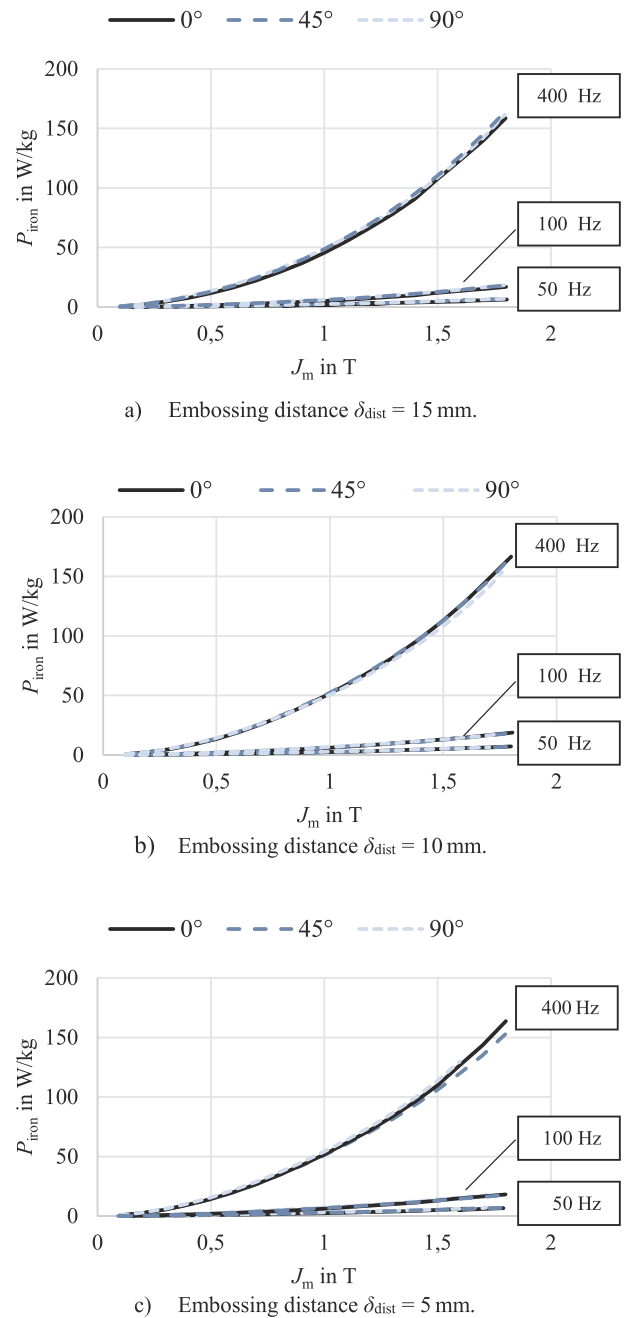 0° 45° 90°
200
400 Hz
150
100
100 Hz
50
50 Hz
0
0 0,5 1 1,5 2
P_iron in W/kg
J_m in T
a) Embossing distance δ_dist = 15 mm.
0° 45° 90°
200
400 Hz
150
100
100 Hz
50
50 Hz
0
0 0,5 1 1,5 2
P_iron in W/kg
J_m in T
b) Embossing distance δ_dist = 10 mm.
0° 45° 90°
200
400 Hz
150
100
100 Hz
50
50 Hz
0
0 0,5 1 1,5 2
P_iron in W/kg
J_m in T
c) Embossing distance δ_dist = 5 mm.